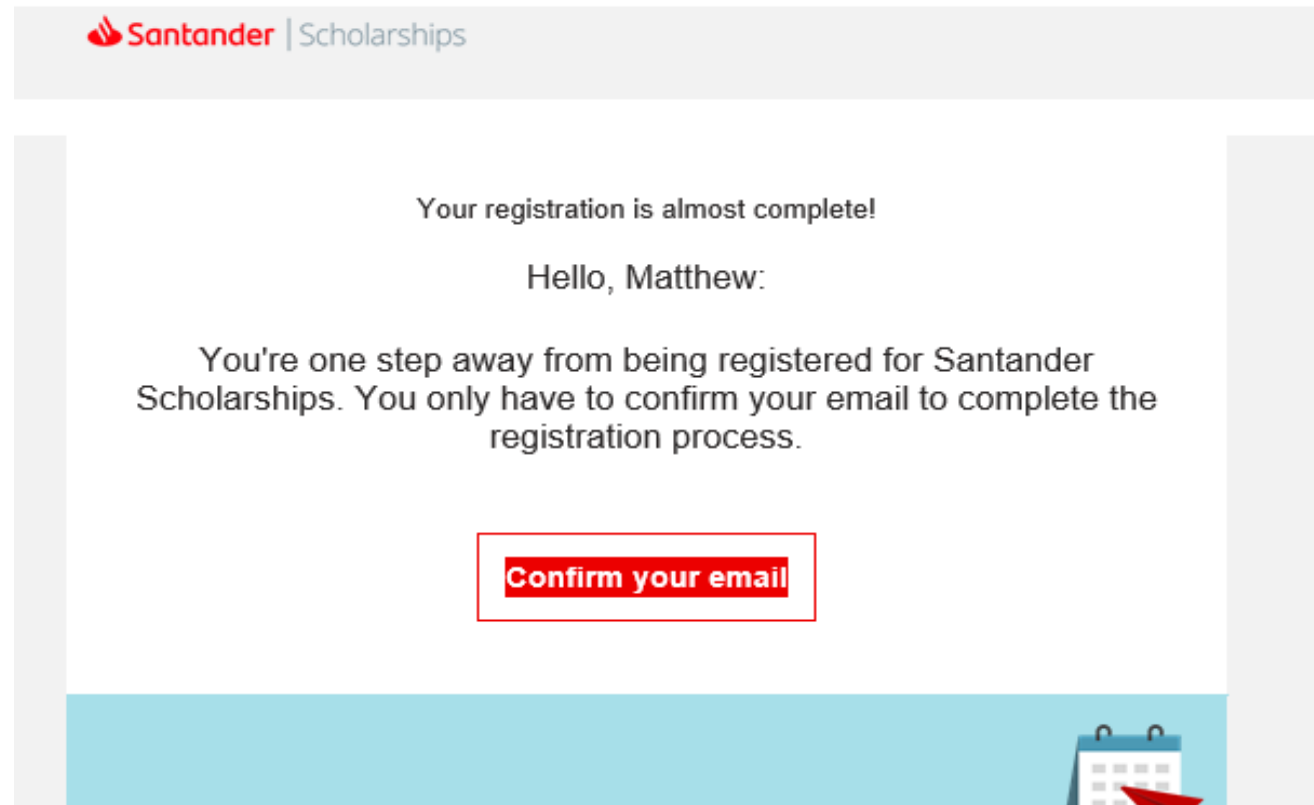 Santander | Scholarships
Your registration is almost complete!
Hello, Matthew:
You're one step away from being registered for Santander
Scholarships. You only have to confirm your email to complete the
registration process.
Confirm your email